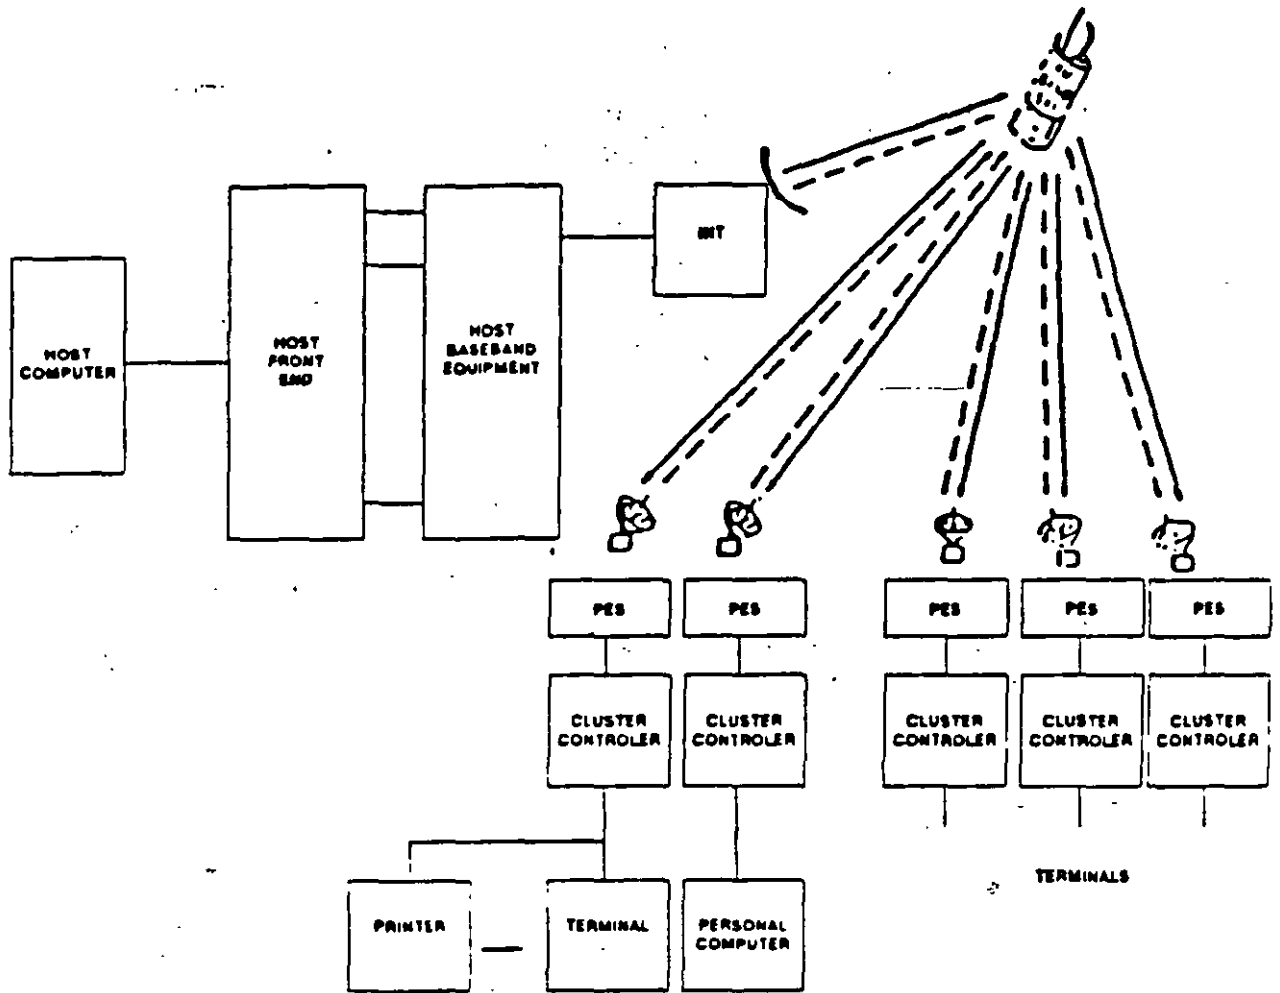 HOST
COMPUTER
HOST
FRONT
END
HOST
BASEBAND
EQUIPMENT
PES
PES
PES
PES
PES
CLUSTER
CONTROLER
CLUSTER
CONTROLER
CLUSTER
CONTROLER
CLUSTER
CONTROLER
CLUSTER
CONTROLER
TERMINALS
PRINTER
TERMINAL
PERSONAL
COMPUTER